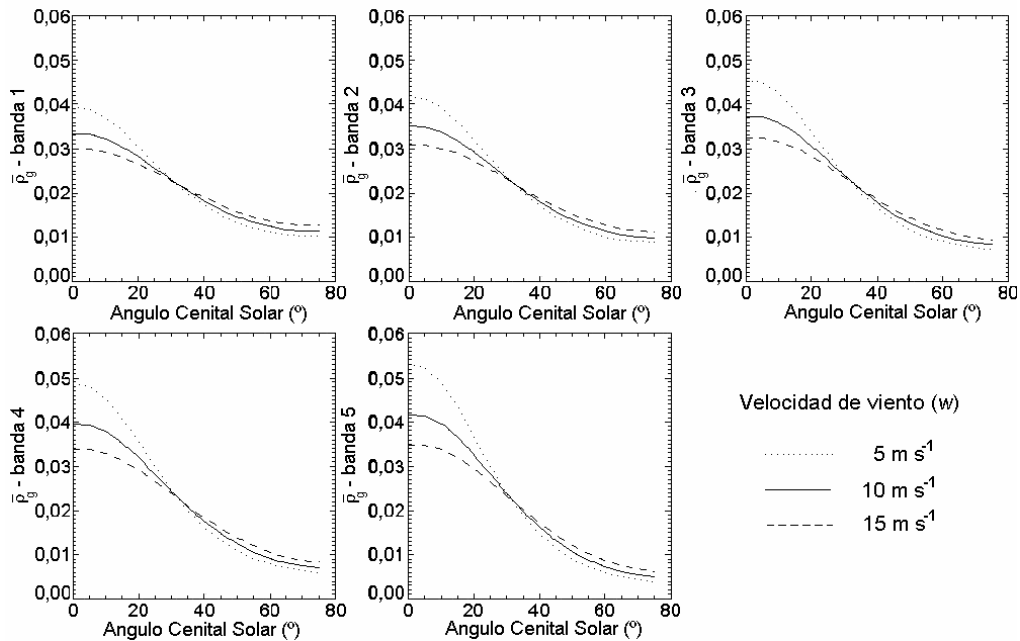 0,06
0,05
0,04
0,03
0,02
0,01
0,00
ρ̅g - banda 1
0 20 40 60 80
Angulo Cenital Solar (º)
0,06
0,05
0,04
0,03
0,02
0,01
0,00
ρ̅g - banda 2
0 20 40 60 80
Angulo Cenital Solar (º)
0,06
0,05
0,04
0,03
0,02
0,01
0,00
ρ̅g - banda 3
0 20 40 60 80
Angulo Cenital Solar (º)
0,06
0,05
0,04
0,03
0,02
0,01
0,00
ρ̅g - banda 4
0 20 40 60 80
Angulo Cenital Solar (º)
0,06
0,05
0,04
0,03
0,02
0,01
0,00
ρ̅g - banda 5
0 20 40 60 80
Angulo Cenital Solar (º)
Velocidad de viento (w)
5 m s⁻¹
10 m s⁻¹
15 m s⁻¹